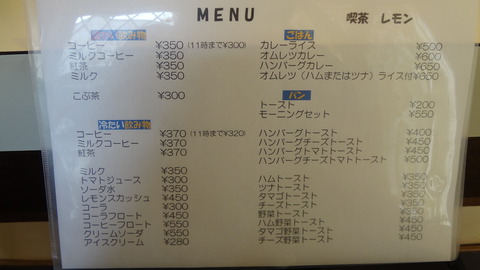 MENU
喫茶 レモン
飲み物
コーヒー ¥350 (11時まで¥300)
ミルクコーヒー ¥350
紅茶 ¥350
ミルク ¥350
こぶ茶 ¥300
冷たい飲み物
コーヒー ¥370 (11時まで¥320)
ミルクコーヒー ¥370
紅茶 ¥370
ミルク ¥350
トマトジュース ¥300
ソーダ水 ¥350
レモンスカッシュ ¥450
コーラ ¥300
コーラフロート ¥450
コーヒーフロート ¥550
クリームソーダ ¥550
アイスクリーム ¥280
ごはん
カレーライス ¥500
オムレツカレー ¥600
ハンバーグカレー ¥600
オムレツ (ハムまたはツナ) ライス付¥650
パン
トースト ¥200
モーニングセット ¥550
ハンバーグトースト ¥400
ハンバーグチーズトースト ¥450
ハンバーグトマトトースト ¥450
ハンバーグチーズトマトトースト ¥500
ハムトースト ¥350
ツナトースト ¥350
タマゴトースト ¥350
チーズトースト ¥350
野菜トースト ¥350
ハム野菜トースト ¥450
タマゴ野菜トースト ¥450
チーズ野菜トースト ¥450